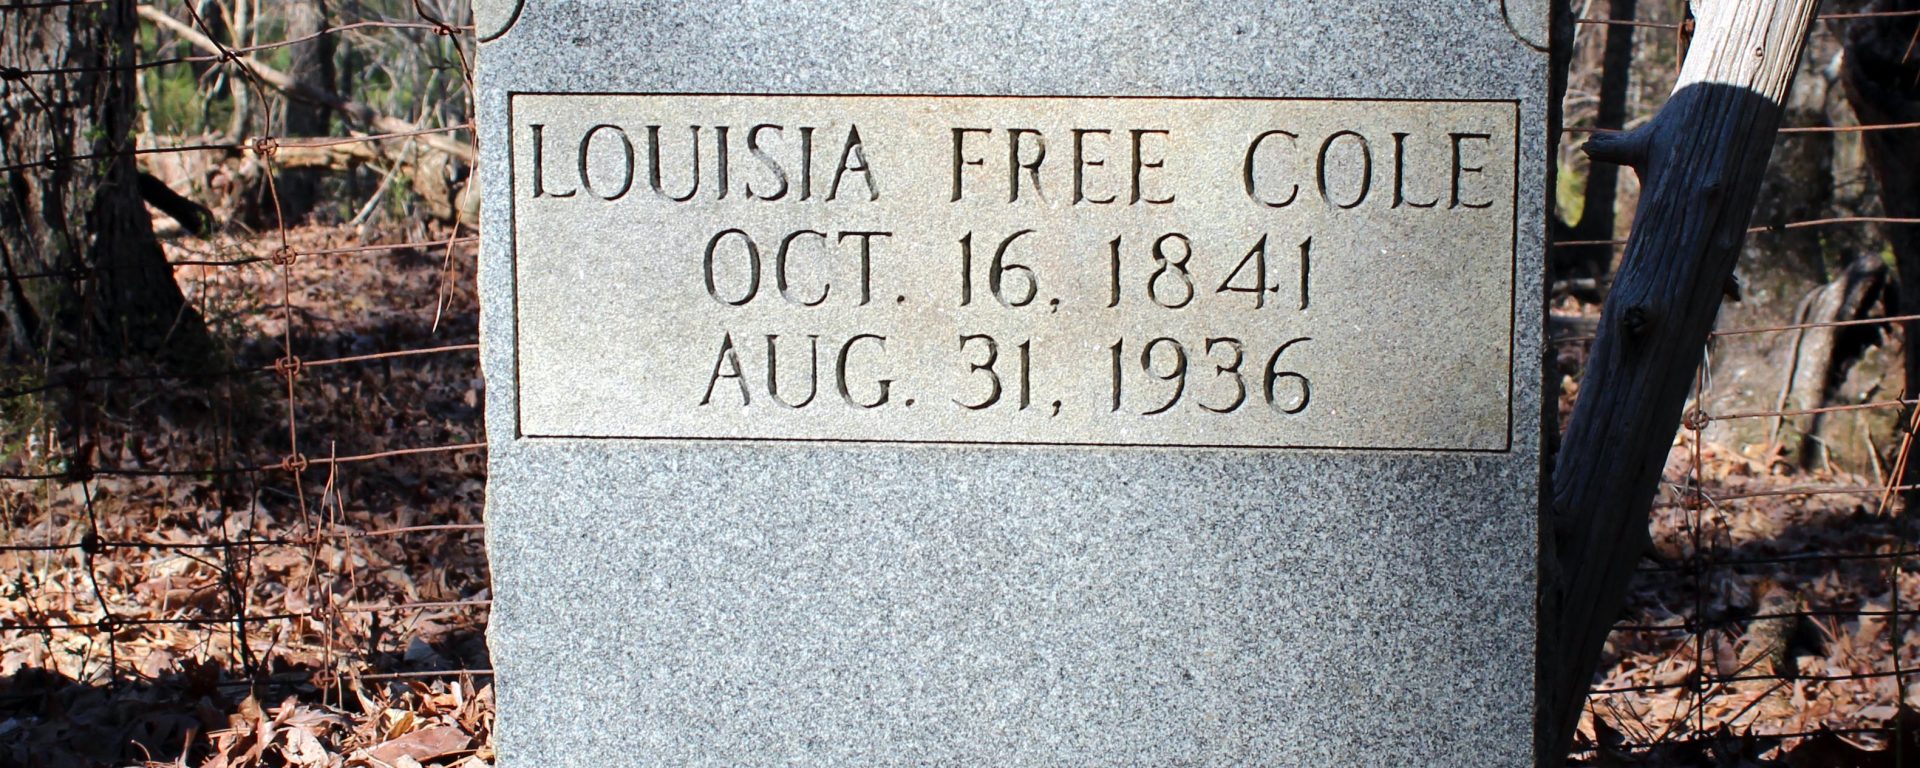 LOUISIA FREE COLE
OCT. 16, 1841
AUG. 31, 1936